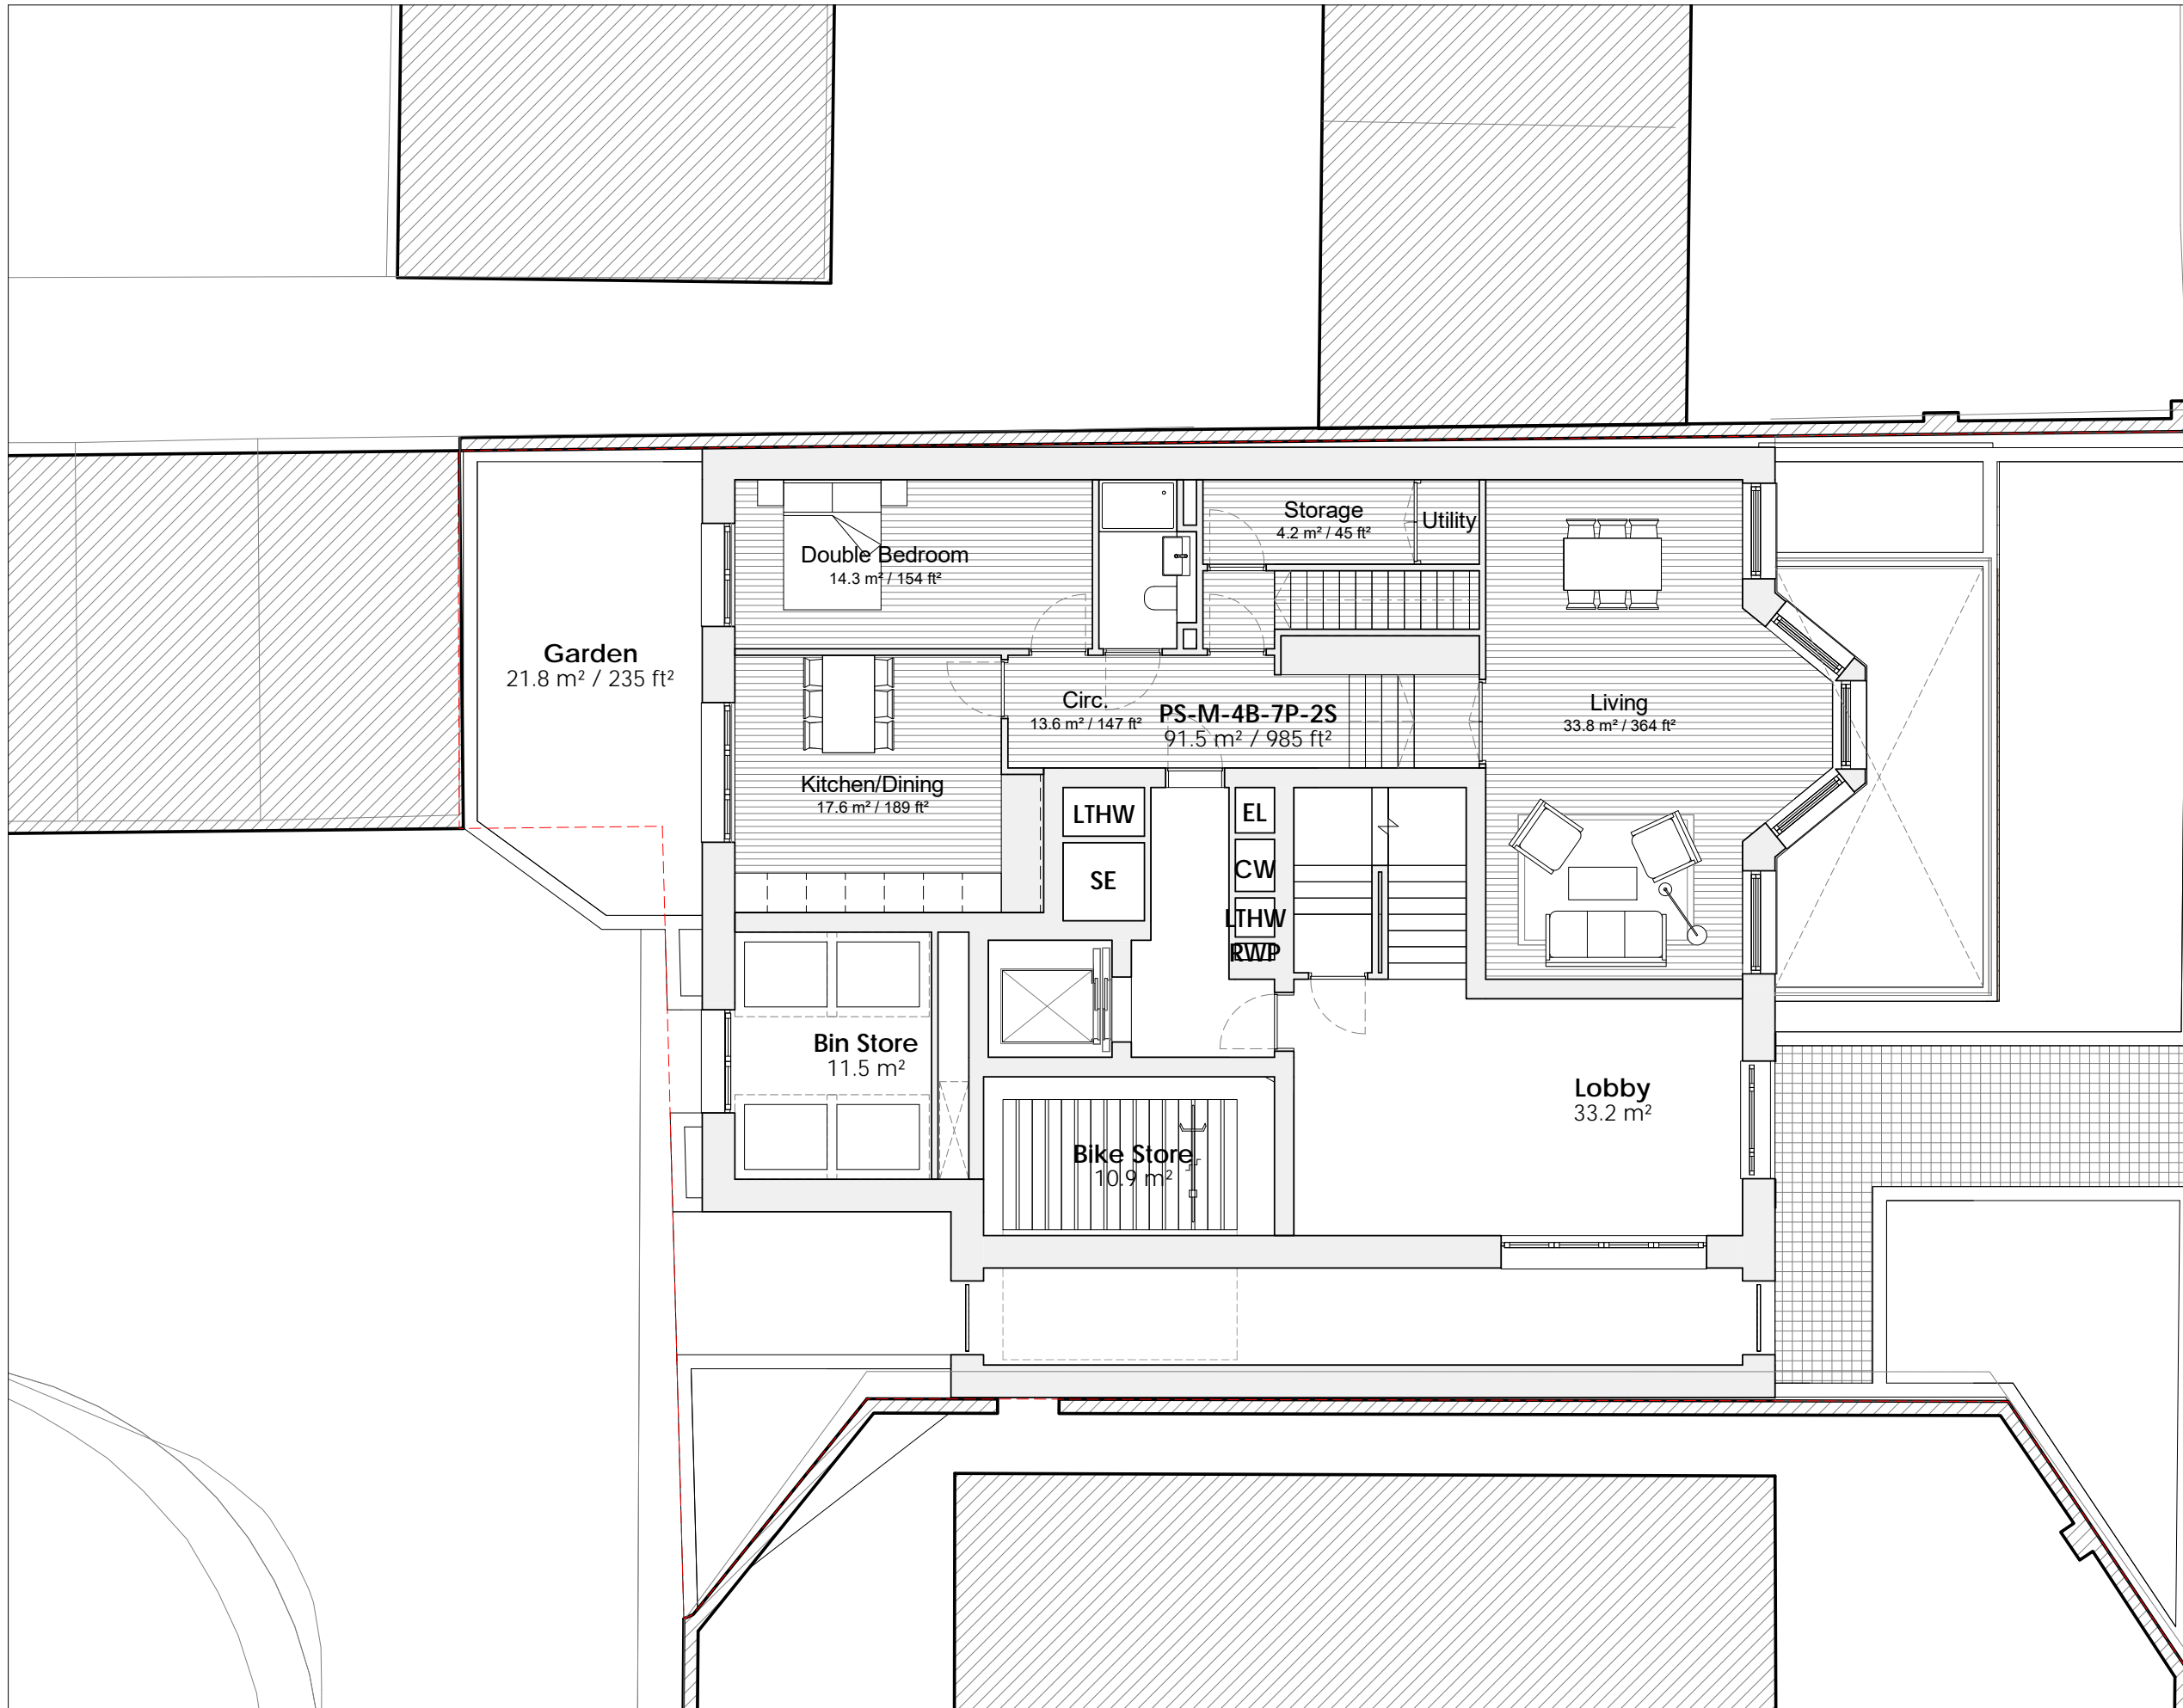 Storage
4.2 m² / 45 ft²
Utility
Double Bedroom
14.3 m² / 154 ft²
Garden
21.8 m² / 235 ft²
Circ.
13.6 m² / 147 ft²
PS-M-4B-7P-2S
91.5 m² / 985 ft²
Living
33.8 m² / 364 ft²
Kitchen/Dining
17.6 m² / 189 ft²
LTHW
SE
EL
CW
LTHW
RWP
Bin Store
11.5 m²
Bike Store
10.9 m²
Lobby
33.2 m²